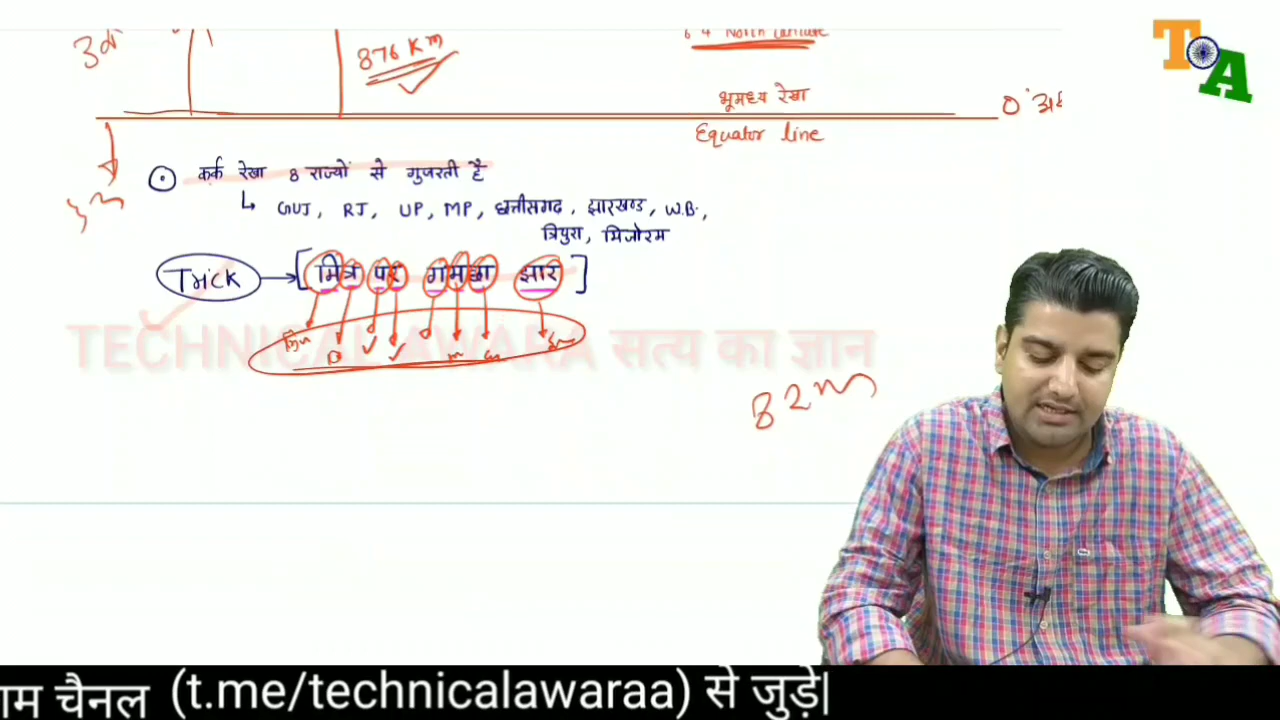 876 Km
भूमध्य रेखा
Equator line
TA
कर्क रेखा 8 राज्यों से गुजरती है
GUJ, RJ, UP, MP, छत्तीसगढ, झारखण्ड, W.B.,
त्रिपुरा, मिजोरम
Trick → [मित्र पर गमछा झार]
TECHNICAL AWARA सत्य का ज्ञान
चैनल (t.me/technicalawaraa) से जुड़े|